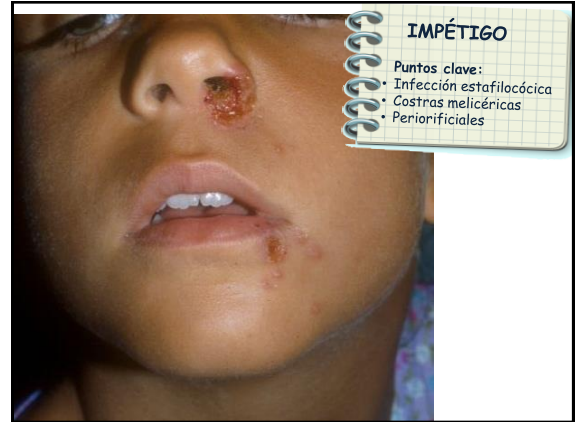 IMPÉTIGO
Puntos clave:
• Infección estafilocócica
• Costras melicéricas
• Periorificiales